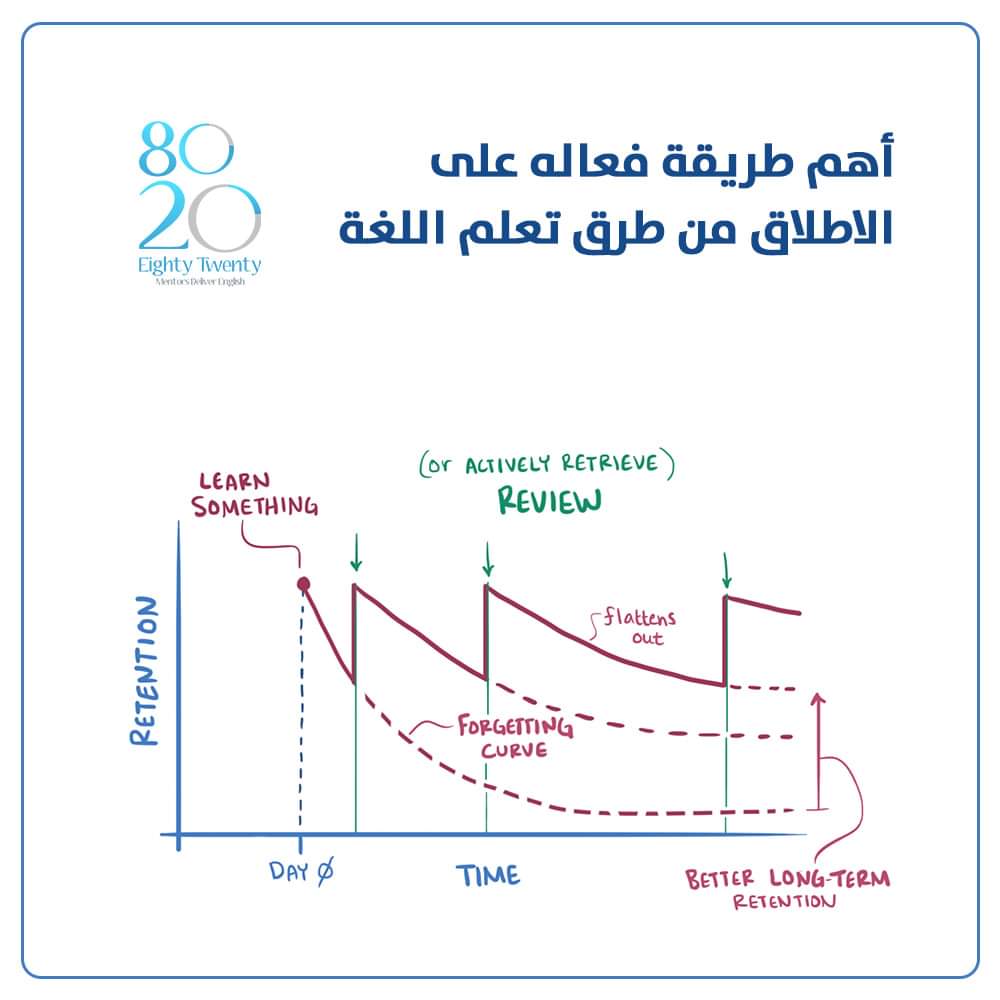 أهم طريقة فعاله على
الاطلاق من طرق تعلم اللغة
80
20
Eighty Twenty
Mentors Deliver English
(or ACTIVELY RETRIEVE)
REVIEW
LEARN
SOMETHING
flattens
out
RETENTION
FORGETTING
CURVE
DAY 0
TIME
BETTER LONG-TERM
RETENTION